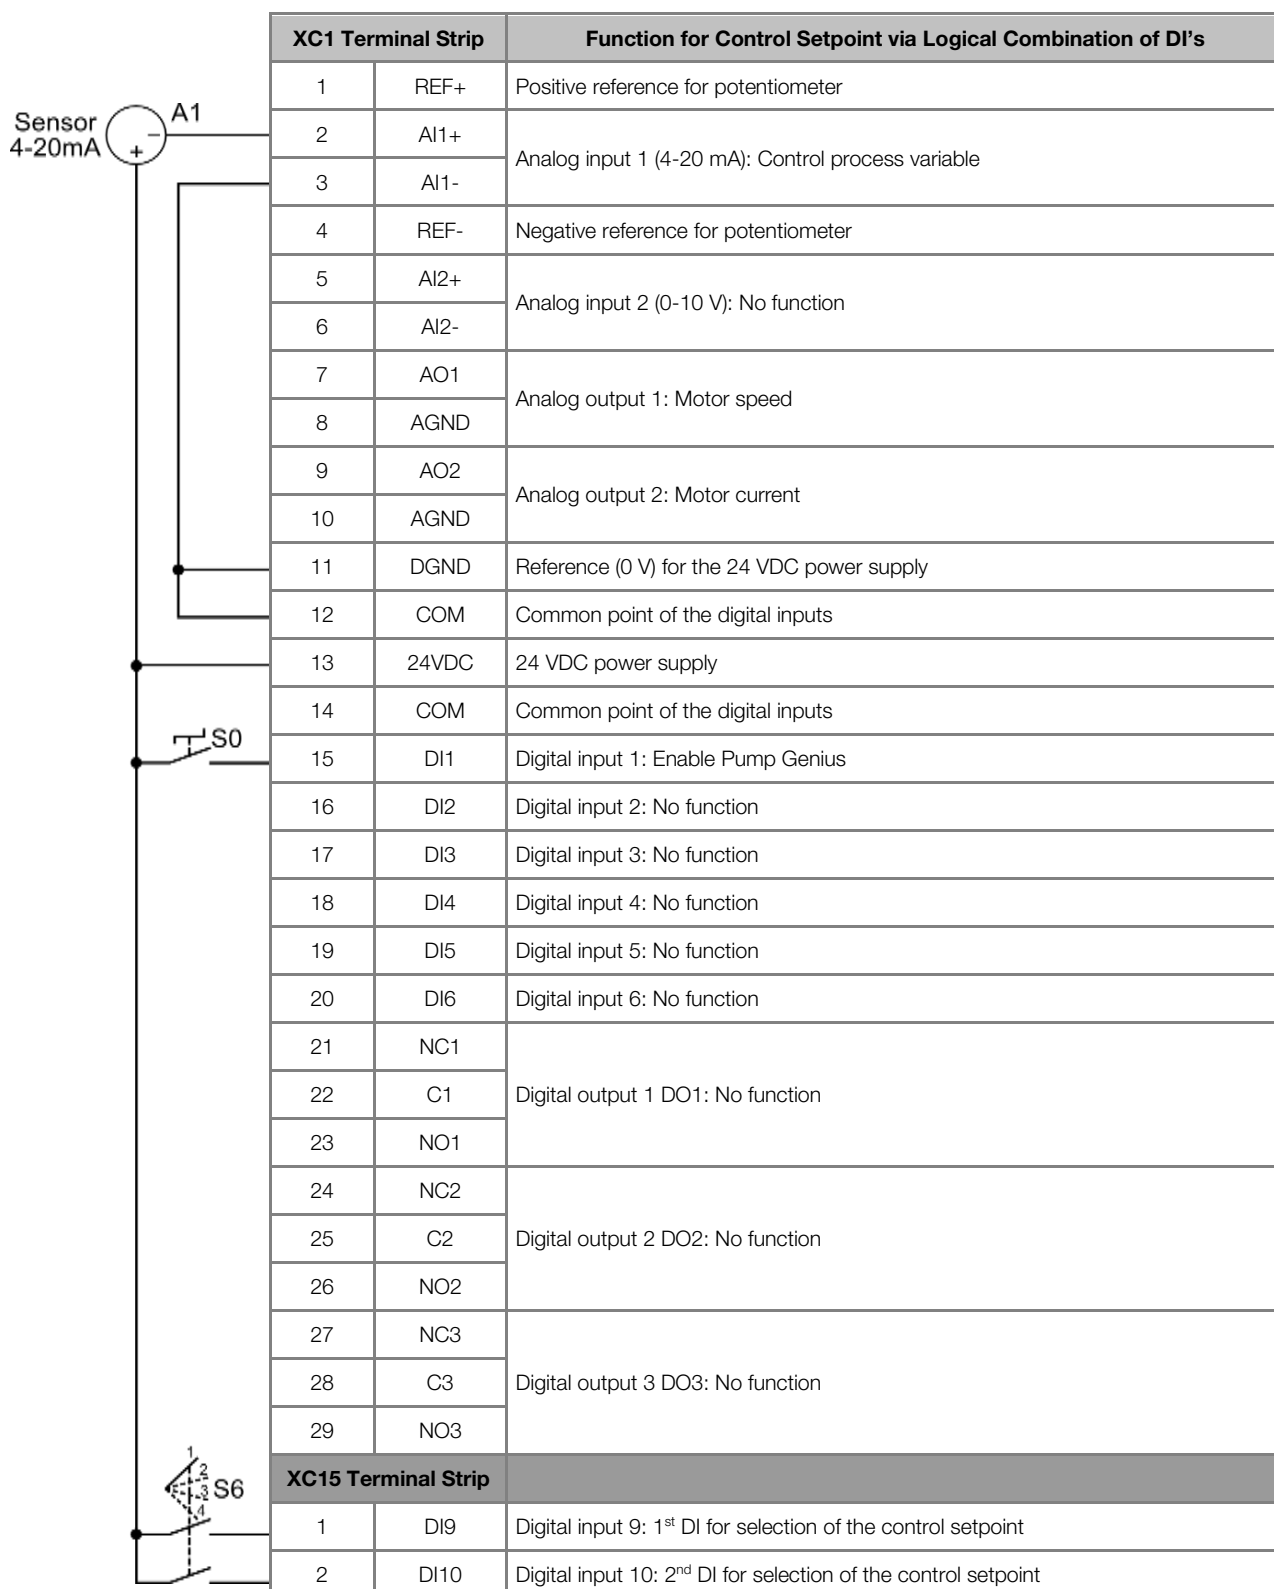 XC1 Terminal Strip Function for Control Setpoint via Logical Combination of DI's
1 REF+ Positive reference for potentiometer
Sensor 4-20mA
A1
+
-
2 AI1+ Analog input 1 (4-20 mA): Control process variable
3 AI1-
4 REF- Negative reference for potentiometer
5 AI2+ Analog input 2 (0-10 V): No function
6 AI2-
7 AO1 Analog output 1: Motor speed
8 AGND
9 AO2 Analog output 2: Motor current
10 AGND
11 DGND Reference (0 V) for the 24 VDC power supply
12 COM Common point of the digital inputs
13 24VDC 24 VDC power supply
14 COM Common point of the digital inputs
S0
15 DI1 Digital input 1: Enable Pump Genius
16 DI2 Digital input 2: No function
17 DI3 Digital input 3: No function
18 DI4 Digital input 4: No function
19 DI5 Digital input 5: No function
20 DI6 Digital input 6: No function
21 NC1
22 C1 Digital output 1 DO1: No function
23 NO1
24 NC2
25 C2 Digital output 2 DO2: No function
26 NO2
27 NC3
28 C3 Digital output 3 DO3: No function
29 NO3
1
2
3
4
S6
XC15 Terminal Strip
1 DI9 Digital input 9: 1st DI for selection of the control setpoint
2 DI10 Digital input 10: 2nd DI for selection of the control setpoint